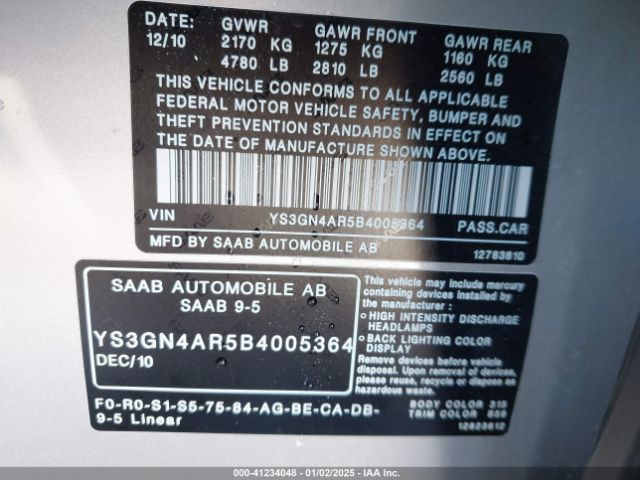 DATE: GVWR GAWR FRONT GAWR REAR
12/10 2170 KG 1275 KG 1160 KG
4780 LB 2810 LB 2560 LB
THIS VEHICLE CONFORMS TO ALL APPLICABLE
FEDERAL MOTOR VEHICLE SAFETY, BUMPER AND
THEFT PREVENTION STANDARDS IN EFFECT ON
THE DATE OF MANUFACTURE SHOWN ABOVE.
VIN YS3GN4AR5B4005364 PASS.CAR
MFD BY SAAB AUTOMOBILE AB 12783810
SAAB AUTOMOBILE AB
SAAB 9-5
YS3GN4AR5B4005364
DEC/10
F0-R0-S1-S5-75-84-AG-BE-CA-DB-
9-5 Linear
This vehicle may include mercury
containing devices installed by
the manufacturer:
HIGH INTENSITY DISCHARGE
HEADLAMPS
BACK LIGHTING COLOR
DISPLAY
Remove devices before vehicle
disposal. Upon removal please
reuse, recycle or dispose as
hazardous waste.
BODY COLOR 315
TRIM COLOR
12623612
000-41234048 - 01/02/2025 - IAA Inc.